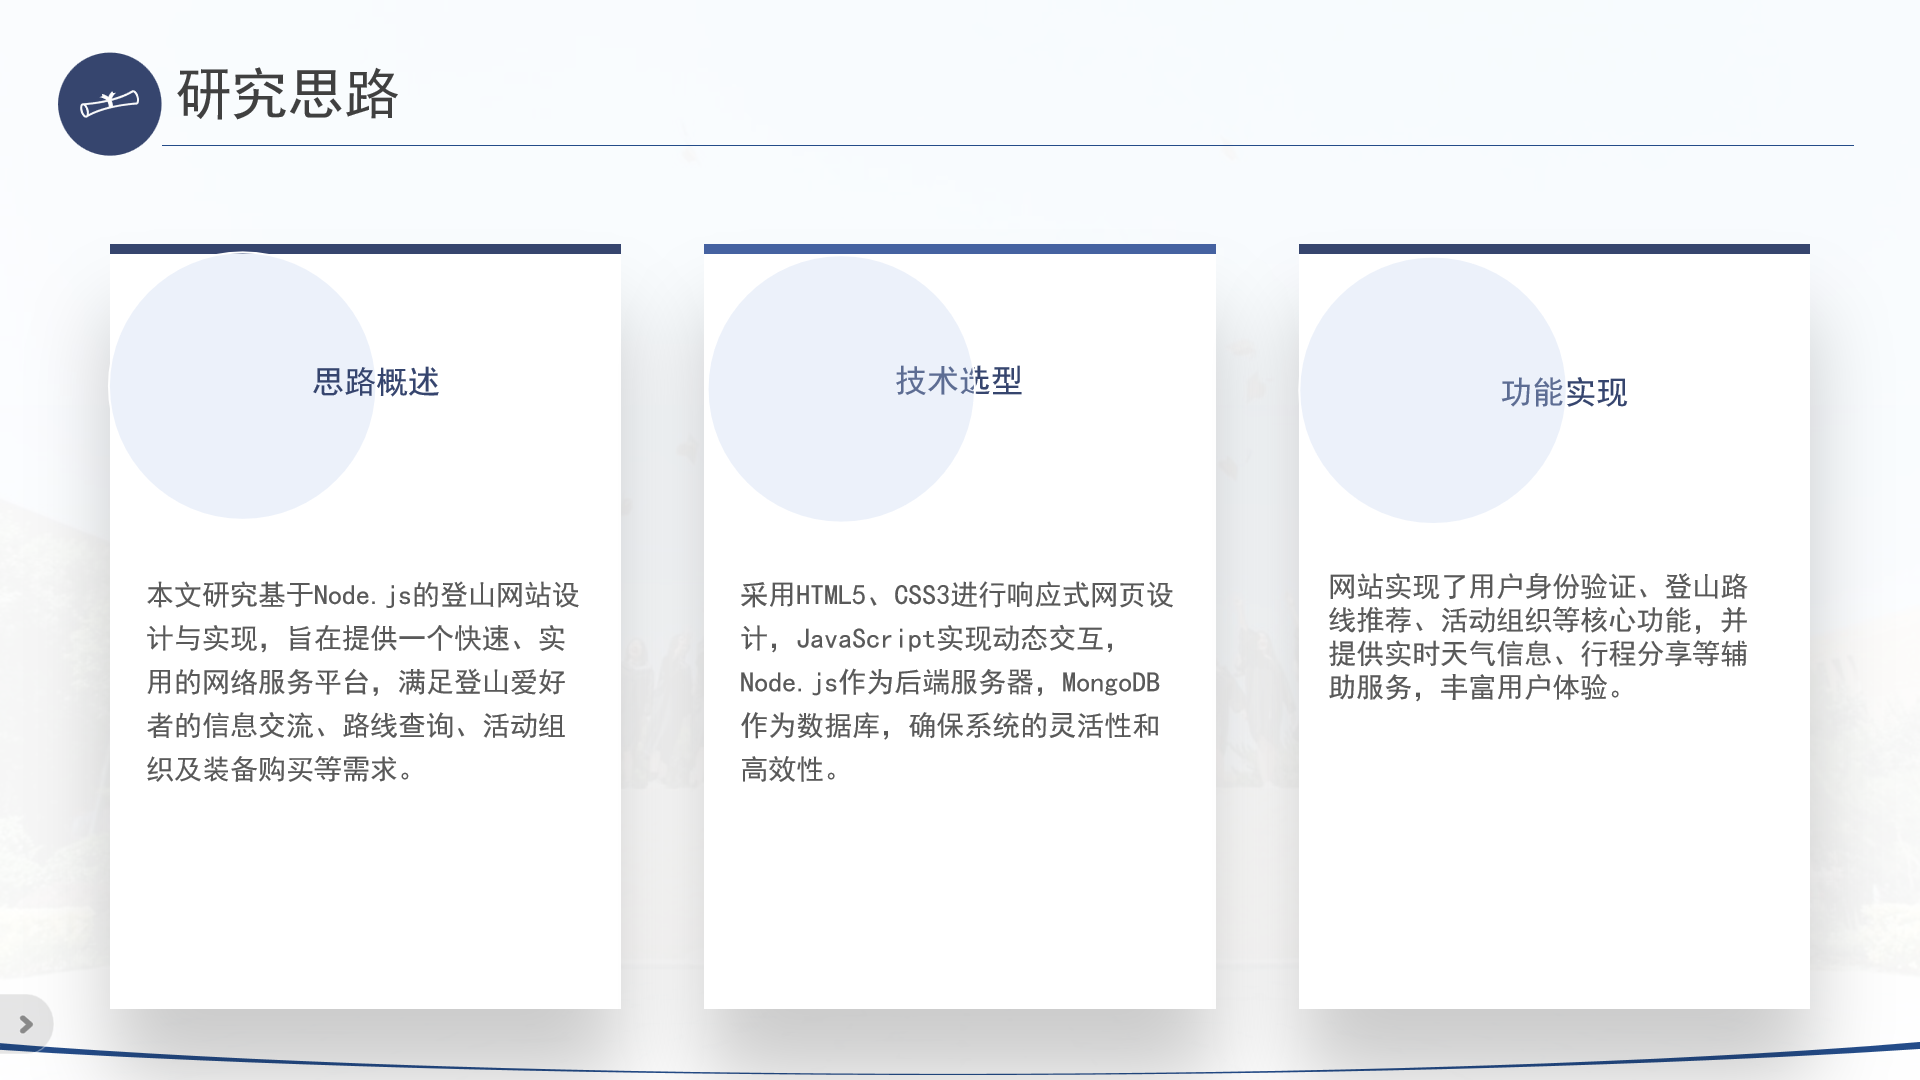 研究思路
思路概述
本文研究基于Node.js的登山网站设
计与实现，旨在提供一个快速、实
用的网络服务平台，满足登山爱好
者的信息交流、路线查询、活动组
织及装备购买等需求。
技术选型
采用HTML5、CSS3进行响应式网页设
计，JavaScript实现动态交互，
Node.js作为后端服务器，MongoDB
作为数据库，确保系统的灵活性和
高效性。
功能实现
网站实现了用户身份验证、登山路
线推荐、活动组织等核心功能，并
提供实时天气信息、行程分享等辅
助服务，丰富用户体验。